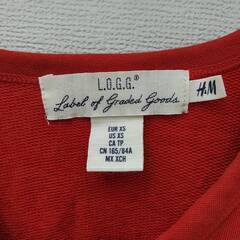 L.O.G.G.®
Label of Graded Goods.
H&M
EUR XS
US XS
CA TP
CN 165/84A
MX XCH